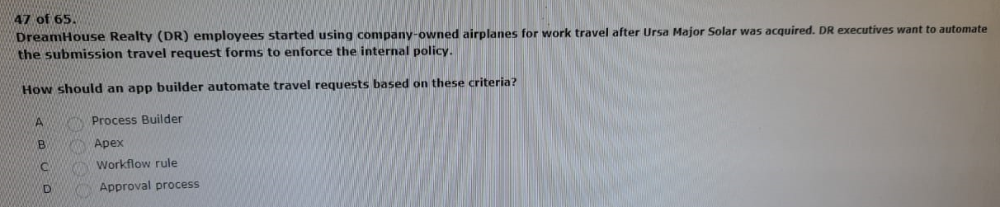 47 of 65.
DreamHouse Realty (DR) employees started using company-owned airplanes for work travel after Ursa Major Solar was acquired. DR executives want to automate
the submission travel request forms to enforce the internal policy.
How should an app builder automate travel requests based on these criteria?
A Process Builder
B Apex
C Workflow rule
D Approval process